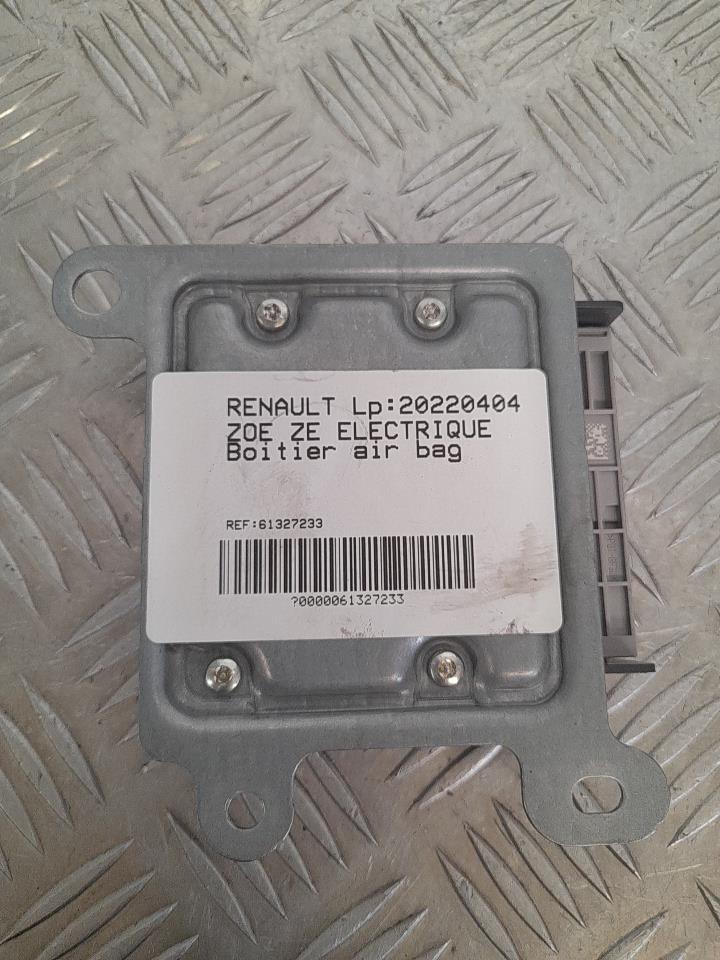 RENAULT Lp:20220404
ZOE ZE ELECTRIQUE
Boitier air bag
REF:61327233
?0000061327233